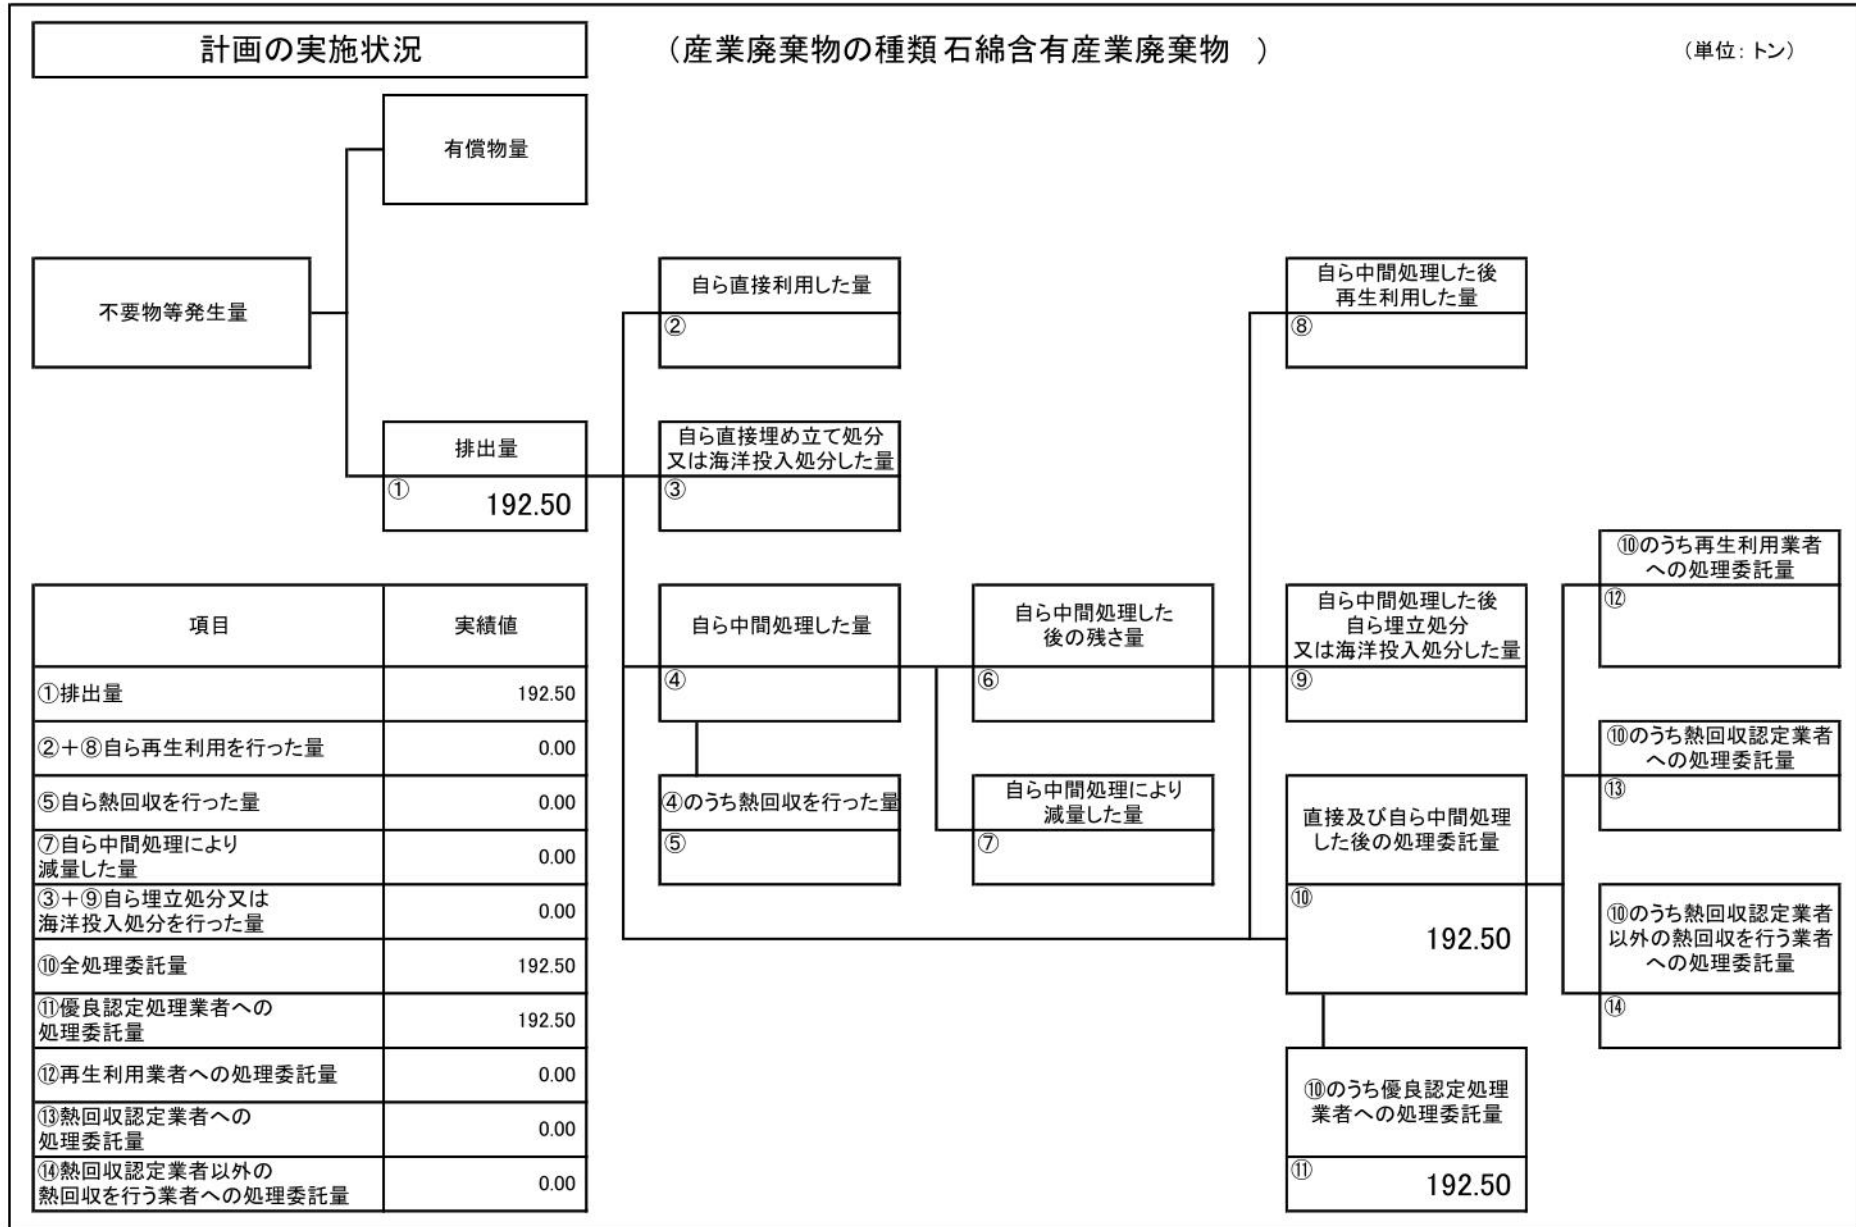 計画の実施状況
（産業廃棄物の種類 石綿含有産業廃棄物　）
（単位：トン）
有償物量
不要物等発生量
自ら直接利用した量
②
自ら中間処理した後
再生利用した量
⑧
排出量
①
192.50
自ら直接埋め立て処分
又は海洋投入処分した量
③
⑩のうち再生利用業者
への処理委託量
⑫
自ら中間処理した量
④
自ら中間処理した
後の残さ量
⑥
自ら中間処理した後
自ら埋立処分
又は海洋投入処分した量
⑨
⑩のうち熱回収認定業者
への処理委託量
⑬
④のうち熱回収を行った量
⑤
自ら中間処理により
減量した量
⑦
直接及び自ら中間処理
した後の処理委託量
⑩
192.50
⑩のうち熱回収認定業者
以外の熱回収を行う業者
への処理委託量
⑭
⑩のうち優良認定処理
業者への処理委託量
⑪
192.50
項目 実績値
①排出量 192.50
②＋⑧自ら再生利用を行った量 0.00
⑤自ら熱回収を行った量 0.00
⑦自ら中間処理により
減量した量 0.00
③＋⑨自ら埋立処分又は
海洋投入処分を行った量 0.00
⑩全処理委託量 192.50
⑪優良認定処理業者への
処理委託量 192.50
⑫再生利用業者への処理委託量 0.00
⑬熱回収認定業者への
処理委託量 0.00
⑭熱回収認定業者以外の
熱回収を行う業者への処理委託量 0.00